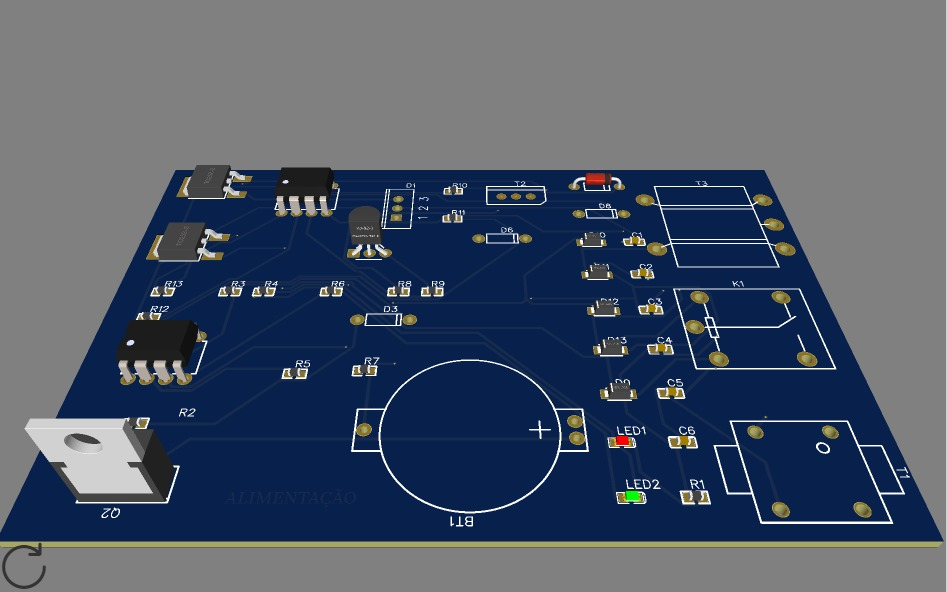 D1
1 2 3
R10
R11
T2
D6
D8
T3
C1
C2
C3
C4
C5
C6
K1
R13
R3
R4
R6
R8
R9
R12
D3
R5
R7
R2
Q2
ALIMENTAÇÃO
BT1
LED1
LED2
R1
T1